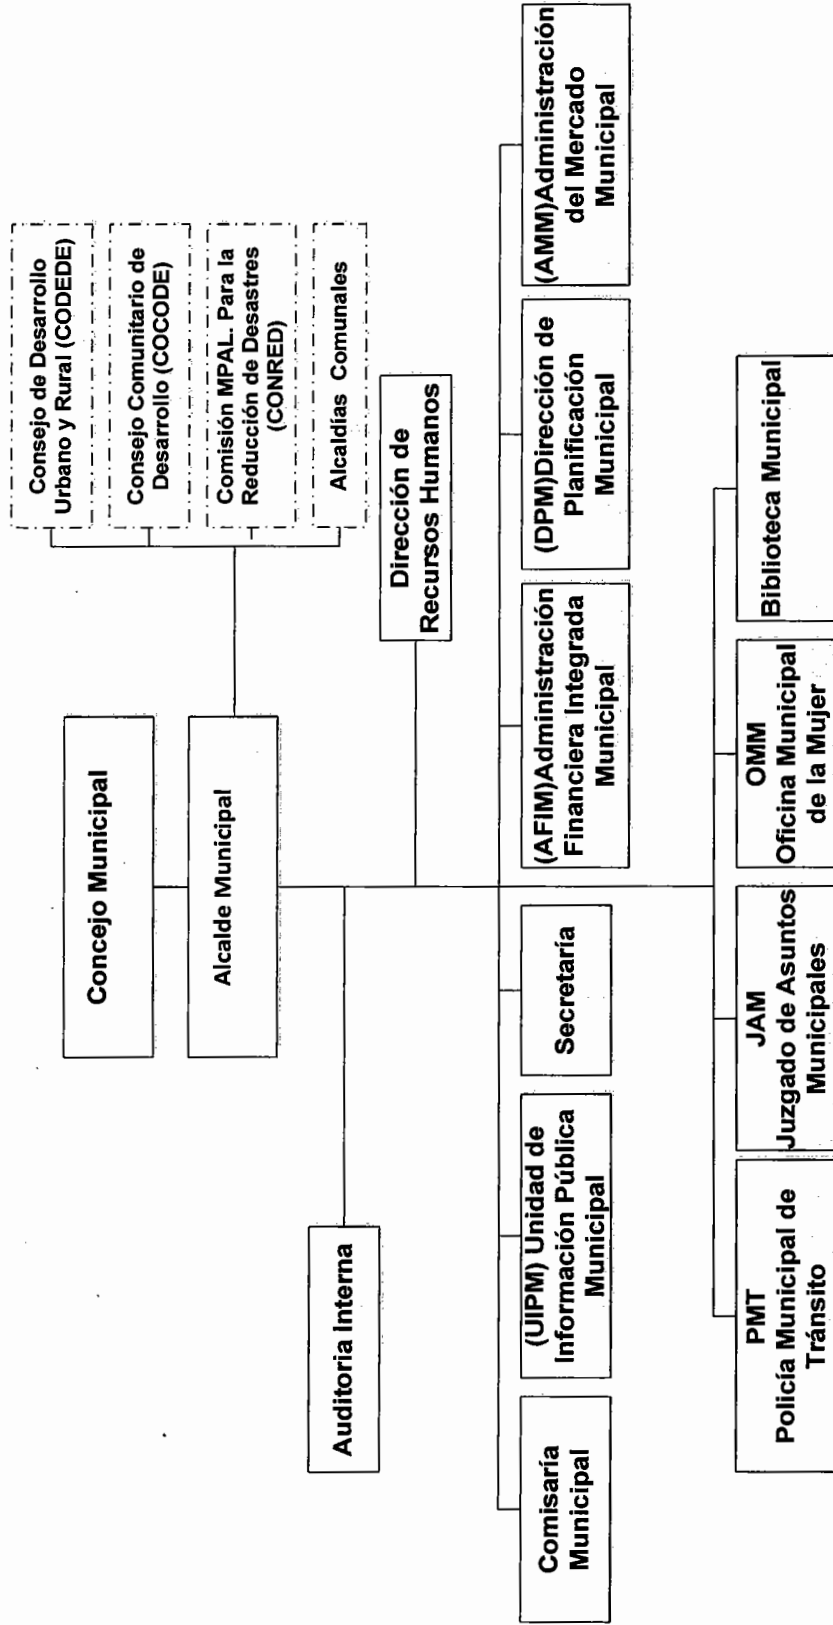 Concejo Municipal
Alcalde Municipal
Consejo de Desarrollo
Urbano y Rural (CODEDE)
Consejo Comunitario de
Desarrollo (COCODE)
Comisión MPAL. Para la
Reducción de Desastres
(CONRED)
Alcaldías Comunales
Auditoria Interna
Dirección de
Recursos Humanos
Comisaría
Municipal
(UIPM) Unidad de
Información Pública
Municipal
Secretaría
(AFIM)Administración
Financiera Integrada
Municipal
(DPM)Dirección de
Planificación
Municipal
(AMM)Administración
del Mercado
Municipal
PMT
Policía Municipal de
Tránsito
JAM
Juzgado de Asuntos
Municipales
OMM
Oficina Municipal
de la Mujer
Biblioteca Municipal